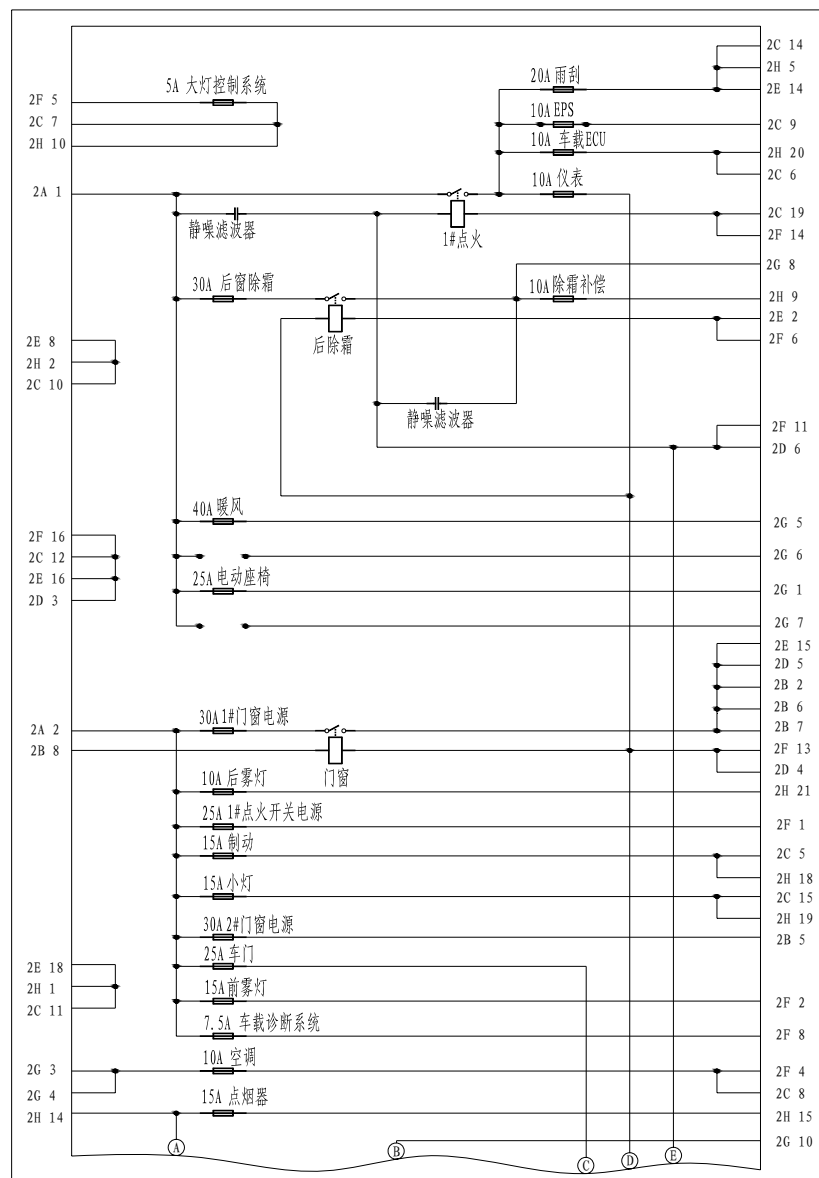 2C 14
2H 5
20A 雨刮
2E 14
5A 大灯控制系统
2F 5
10A EPS
2C 7
2C 9
10A 车载ECU
2H 10
2H 20
2C 6
10A 仪表
2A 1
2C 19
静噪滤波器
1#点火
2F 14
2G 8
30A 后窗除霜
10A 除霜补偿
2H 9
2E 2
2E 8
后除霜
2F 6
2H 2
2C 10
静噪滤波器
2F 11
2D 6
40A 暖风
2G 5
2F 16
2C 12
2G 6
2E 16
25A 电动座椅
2G 1
2D 3
2G 7
2E 15
2D 5
2B 2
2B 6
30A 1#门窗电源
2A 2
2B 7
2B 8
2F 13
门窗
2D 4
10A 后雾灯
2H 21
25A 1#点火开关电源
2F 1
15A 制动
2C 5
2H 18
15A 小灯
2C 15
2H 19
30A 2#门窗电源
2B 5
25A 车门
2E 18
2H 1
15A 前雾灯
2F 2
2C 11
7.5A 车载诊断系统
2F 8
10A 空调
2G 3
2F 4
2G 4
2C 8
15A 点烟器
2H 14
2H 15
2G 10
A
B
C
D
E